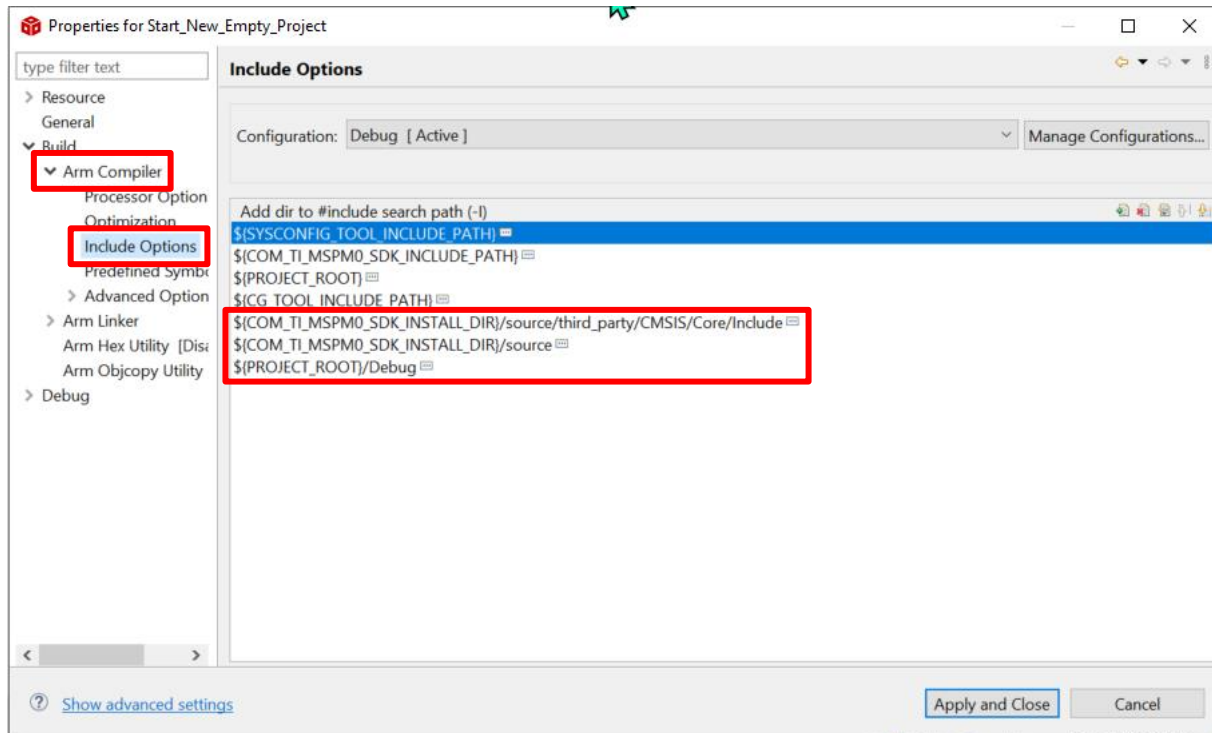 Properties for Start_New_Empty_Project
type filter text
Include Options
Resource
General
Build
Arm Compiler
Processor Option
Optimization
Include Options
Predefined Symbo
Advanced Option
Arm Linker
Arm Hex Utility [Disa
Arm Objcopy Utility
Debug
Configuration: Debug [ Active ]
Manage Configurations...
Add dir to #include search path (-I)
${SYSCONFIG_TOOL_INCLUDE_PATH}
${COM_TI_MSPM0_SDK_INCLUDE_PATH}
${PROJECT_ROOT}
${CG_TOOL_INCLUDE_PATH}
${COM_TI_MSPM0_SDK_INSTALL_DIR}/source/third_party/CMSIS/Core/Include
${COM_TI_MSPM0_SDK_INSTALL_DIR}/source
${PROJECT_ROOT}/Debug
Show advanced settings
Apply and Close
Cancel